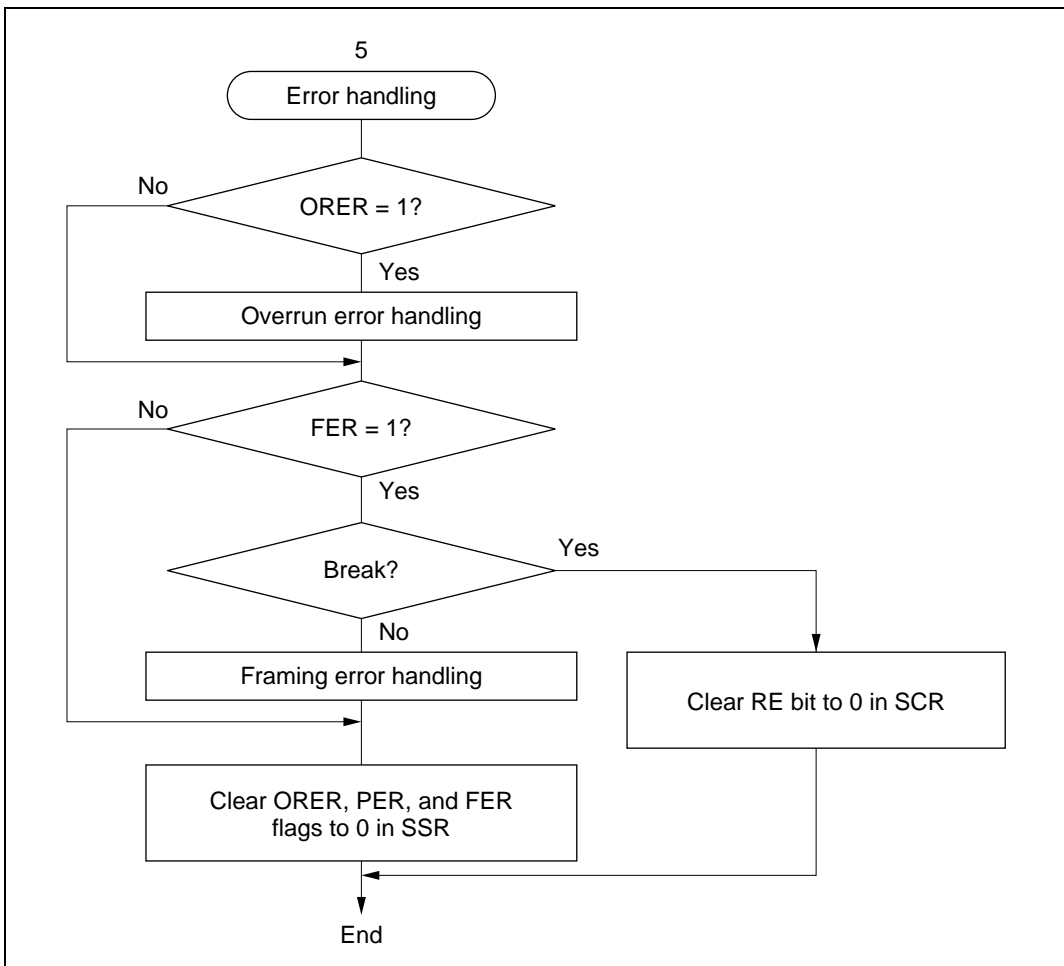 5
Error handling
No
ORER = 1?
Yes
Overrun error handling
No
FER = 1?
Yes
Break?
Yes
No
Framing error handling
Clear RE bit to 0 in SCR
Clear ORER, PER, and FER
flags to 0 in SSR
End